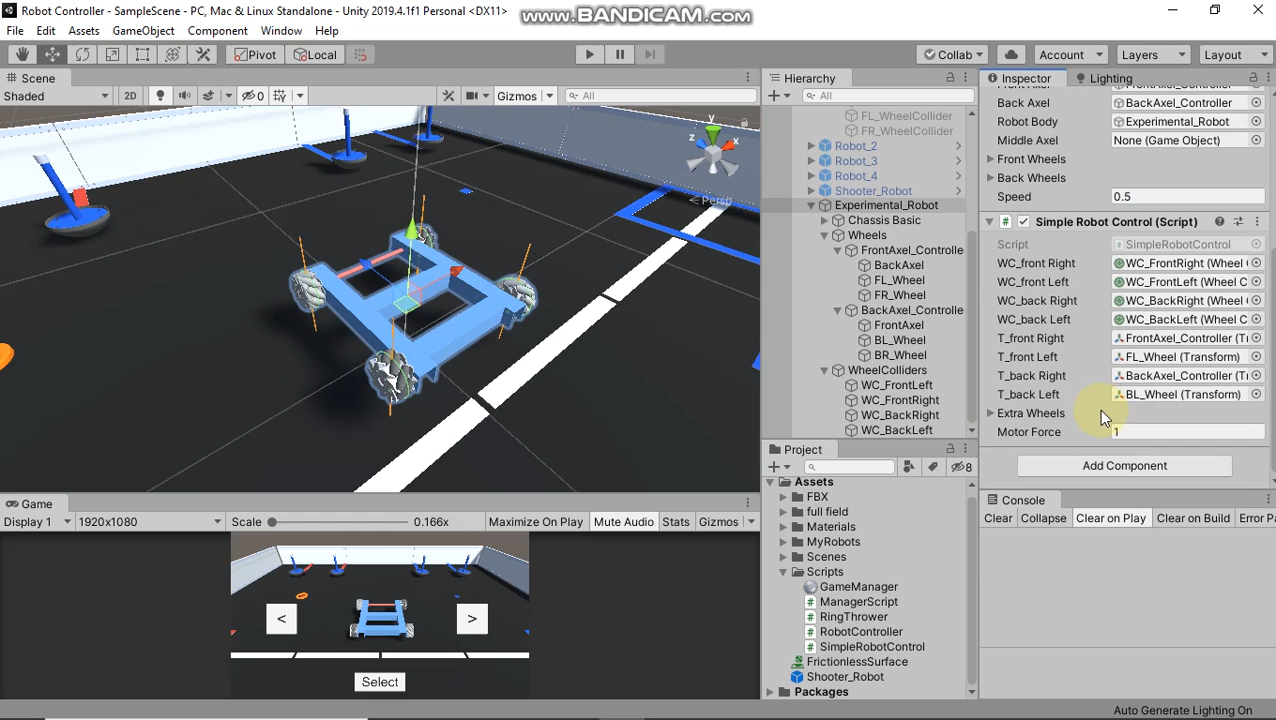 Robot Controller - SampleScene - PC, Mac & Linux Standalone - Unity 2019.4.1f1 Personal <DX11>
www.BANDICAM.com
File Edit Assets GameObject Component Window Help
Pivot Local Collab Account Layers Layout
Scene
Shaded 2D 0 Gizmos All
y
x
z
Persp
Game
Display 1 1920x1080 Scale 0.166x Maximize On Play Mute Audio Stats Gizmos
<
>
Select
Hierarchy
All
FL_WheelCollider
FR_WheelCollider
Robot_2
Robot_3
Robot_4
Shooter_Robot
Experimental_Robot
Chassis Basic
Wheels
FrontAxel_Controlle
BackAxel
FL_Wheel
FR_Wheel
BackAxel_Controlle
FrontAxel
BL_Wheel
BR_Wheel
WheelColliders
WC_FrontLeft
WC_FrontRight
WC_BackRight
WC_BackLeft
Project
8
Assets
FBX
full field
Materials
MyRobots
Scenes
Scripts
GameManager
ManagerScript
RingThrower
RobotController
SimpleRobotControl
FrictionlessSurface
Shooter_Robot
Packages
Inspector Lighting
Back Axel BackAxel_Controller
Robot Body Experimental_Robot
Middle Axel None (Game Object)
Front Wheels
Back Wheels
Speed 0.5
Simple Robot Control (Script)
Script SimpleRobotControl
WC_front Right WC_FrontRight (Wheel
WC_front Left WC_FrontLeft (Wheel C
WC_back Right WC_BackRight (Wheel
WC_back Left WC_BackLeft (Wheel C
T_front Right FrontAxel_Controller (T
T_front Left FL_Wheel (Transform)
T_back Right BackAxel_Controller (T
T_back Left BL_Wheel (Transform)
Extra Wheels
Motor Force 1
Add Component
Console
Clear Collapse Clear on Play Clear on Build Error P
Auto Generate Lighting On